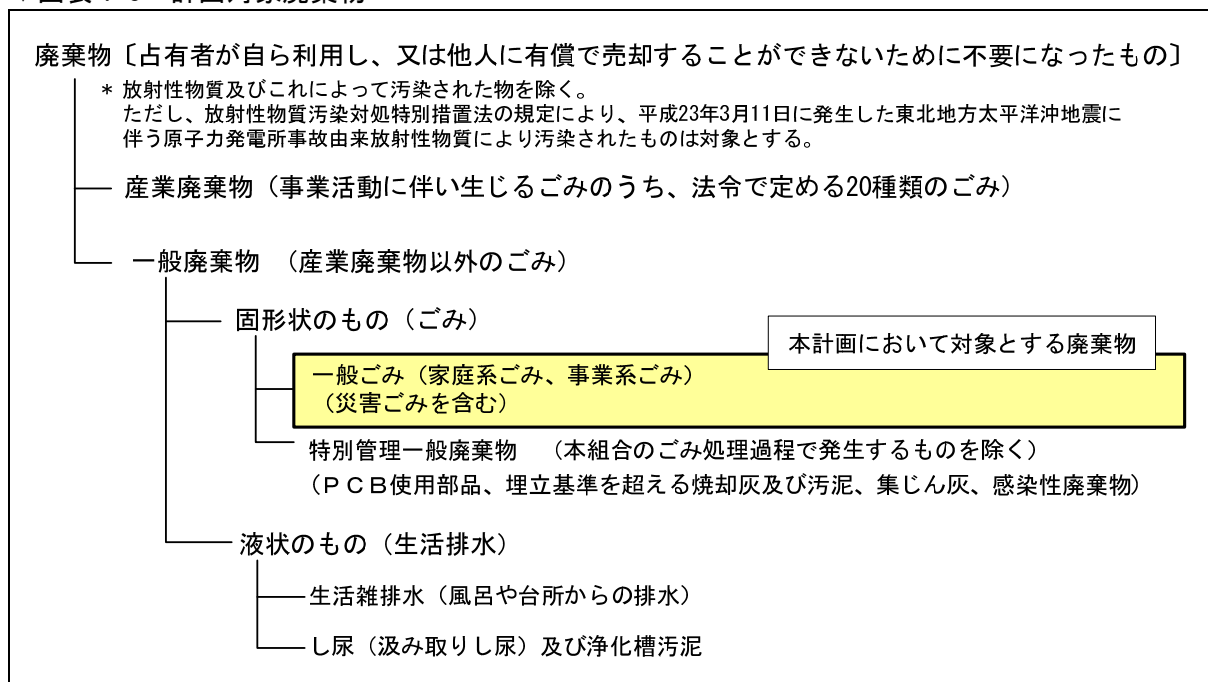 廃棄物〔占有者が自ら利用し、又は他人に有償で売却することができないために不要になったもの〕
＊ 放射性物質及びこれによって汚染された物を除く。
ただし、放射性物質汚染対処特別措置法の規定により、平成23年3月11日に発生した東北地方太平洋沖地震に
伴う原子力発電所事故由来放射性物質により汚染されたものは対象とする。
産業廃棄物（事業活動に伴い生じるごみのうち、法令で定める20種類のごみ）
一般廃棄物　（産業廃棄物以外のごみ）
固形状のもの（ごみ）
本計画において対象とする廃棄物
一般ごみ（家庭系ごみ、事業系ごみ）
（災害ごみを含む）
特別管理一般廃棄物　（本組合のごみ処理過程で発生するものを除く）
（ＰＣＢ使用部品、埋立基準を超える焼却灰及び汚泥、集じん灰、感染性廃棄物）
液状のもの（生活排水）
生活雑排水（風呂や台所からの排水）
し尿（汲み取りし尿）及び浄化槽汚泥